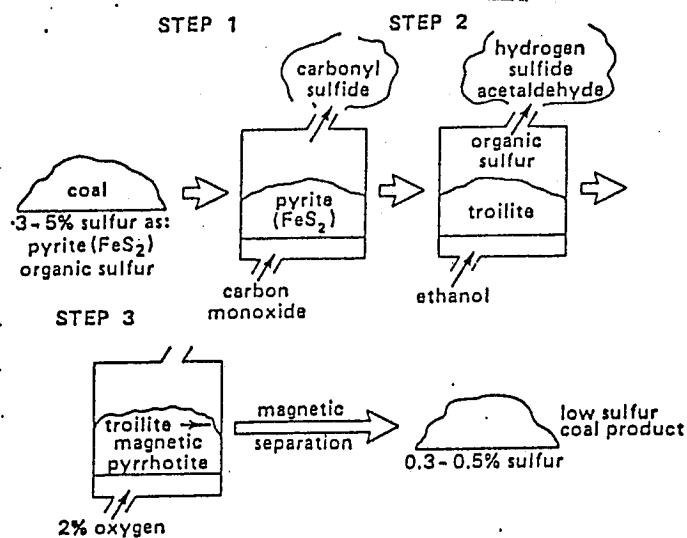 STEP 1
STEP 2
carbonyl
sulfide
hydrogen
sulfide
acetaldehyde
coal
3-5% sulfur as:
pyrite (FeS2)
organic sulfur
pyrite
(FeS2)
carbon
monoxide
organic
sulfur
troilite
ethanol
STEP 3
troilite →
magnetic
pyrrhotite
2% oxygen
magnetic
separation
0.3-0.5% sulfur
low sulfur
coal product